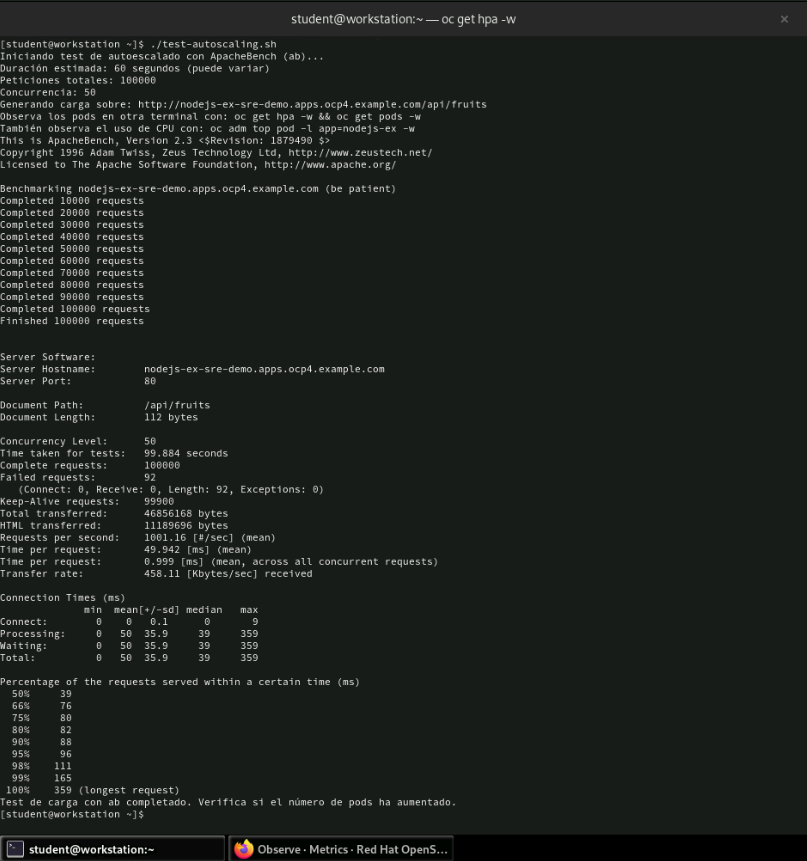 student@workstation:~ — oc get hpa -w
[student@workstation ~]$ ./test-autoscaling.sh
Iniciando test de autoescalado con ApacheBench (ab)...
Duración estimada: 60 segundos (puede variar)
Peticiones totales: 100000
Concurrencia: 50
Generando carga sobre: http://nodejs-ex-sre-demo.apps.ocp4.example.com/api/fruits
Observa los pods en otra terminal con: oc get hpa -w && oc get pods -w
También observa el uso de CPU con: oc adm top pod -l app=nodejs-ex -w
This is ApacheBench, Version 2.3 <$Revision: 1879490 $>
Copyright 1996 Adam Twiss, Zeus Technology Ltd, http://www.zeustech.net/
Licensed to The Apache Software Foundation, http://www.apache.org/

Benchmarking nodejs-ex-sre-demo.apps.ocp4.example.com (be patient)
Completed 10000 requests
Completed 20000 requests
Completed 30000 requests
Completed 40000 requests
Completed 50000 requests
Completed 60000 requests
Completed 70000 requests
Completed 80000 requests
Completed 90000 requests
Completed 100000 requests
Finished 100000 requests


Server Software:
Server Hostname:        nodejs-ex-sre-demo.apps.ocp4.example.com
Server Port:            80

Document Path:          /api/fruits
Document Length:        112 bytes

Concurrency Level:      50
Time taken for tests:   99.884 seconds
Complete requests:      100000
Failed requests:        92
   (Connect: 0, Receive: 0, Length: 92, Exceptions: 0)
Keep-Alive requests:    99900
Total transferred:      46856168 bytes
HTML transferred:       11189696 bytes
Requests per second:    1001.16 [#/sec] (mean)
Time per request:       49.942 [ms] (mean)
Time per request:       0.999 [ms] (mean, across all concurrent requests)
Transfer rate:          458.11 [Kbytes/sec] received

Connection Times (ms)
              min  mean[+/-sd] median   max
Connect:        0    0   0.1      0       9
Processing:     0   50  35.9     39     359
Waiting:        0   50  35.9     39     359
Total:          0   50  35.9     39     359

Percentage of the requests served within a certain time (ms)
  50%     39
  66%     76
  75%     80
  80%     82
  90%     88
  95%     96
  98%    111
  99%    165
 100%    359 (longest request)
Test de carga con ab completado. Verifica si el número de pods ha aumentado.
[student@workstation ~]$
student@workstation:~
Observe · Metrics · Red Hat OpenS...